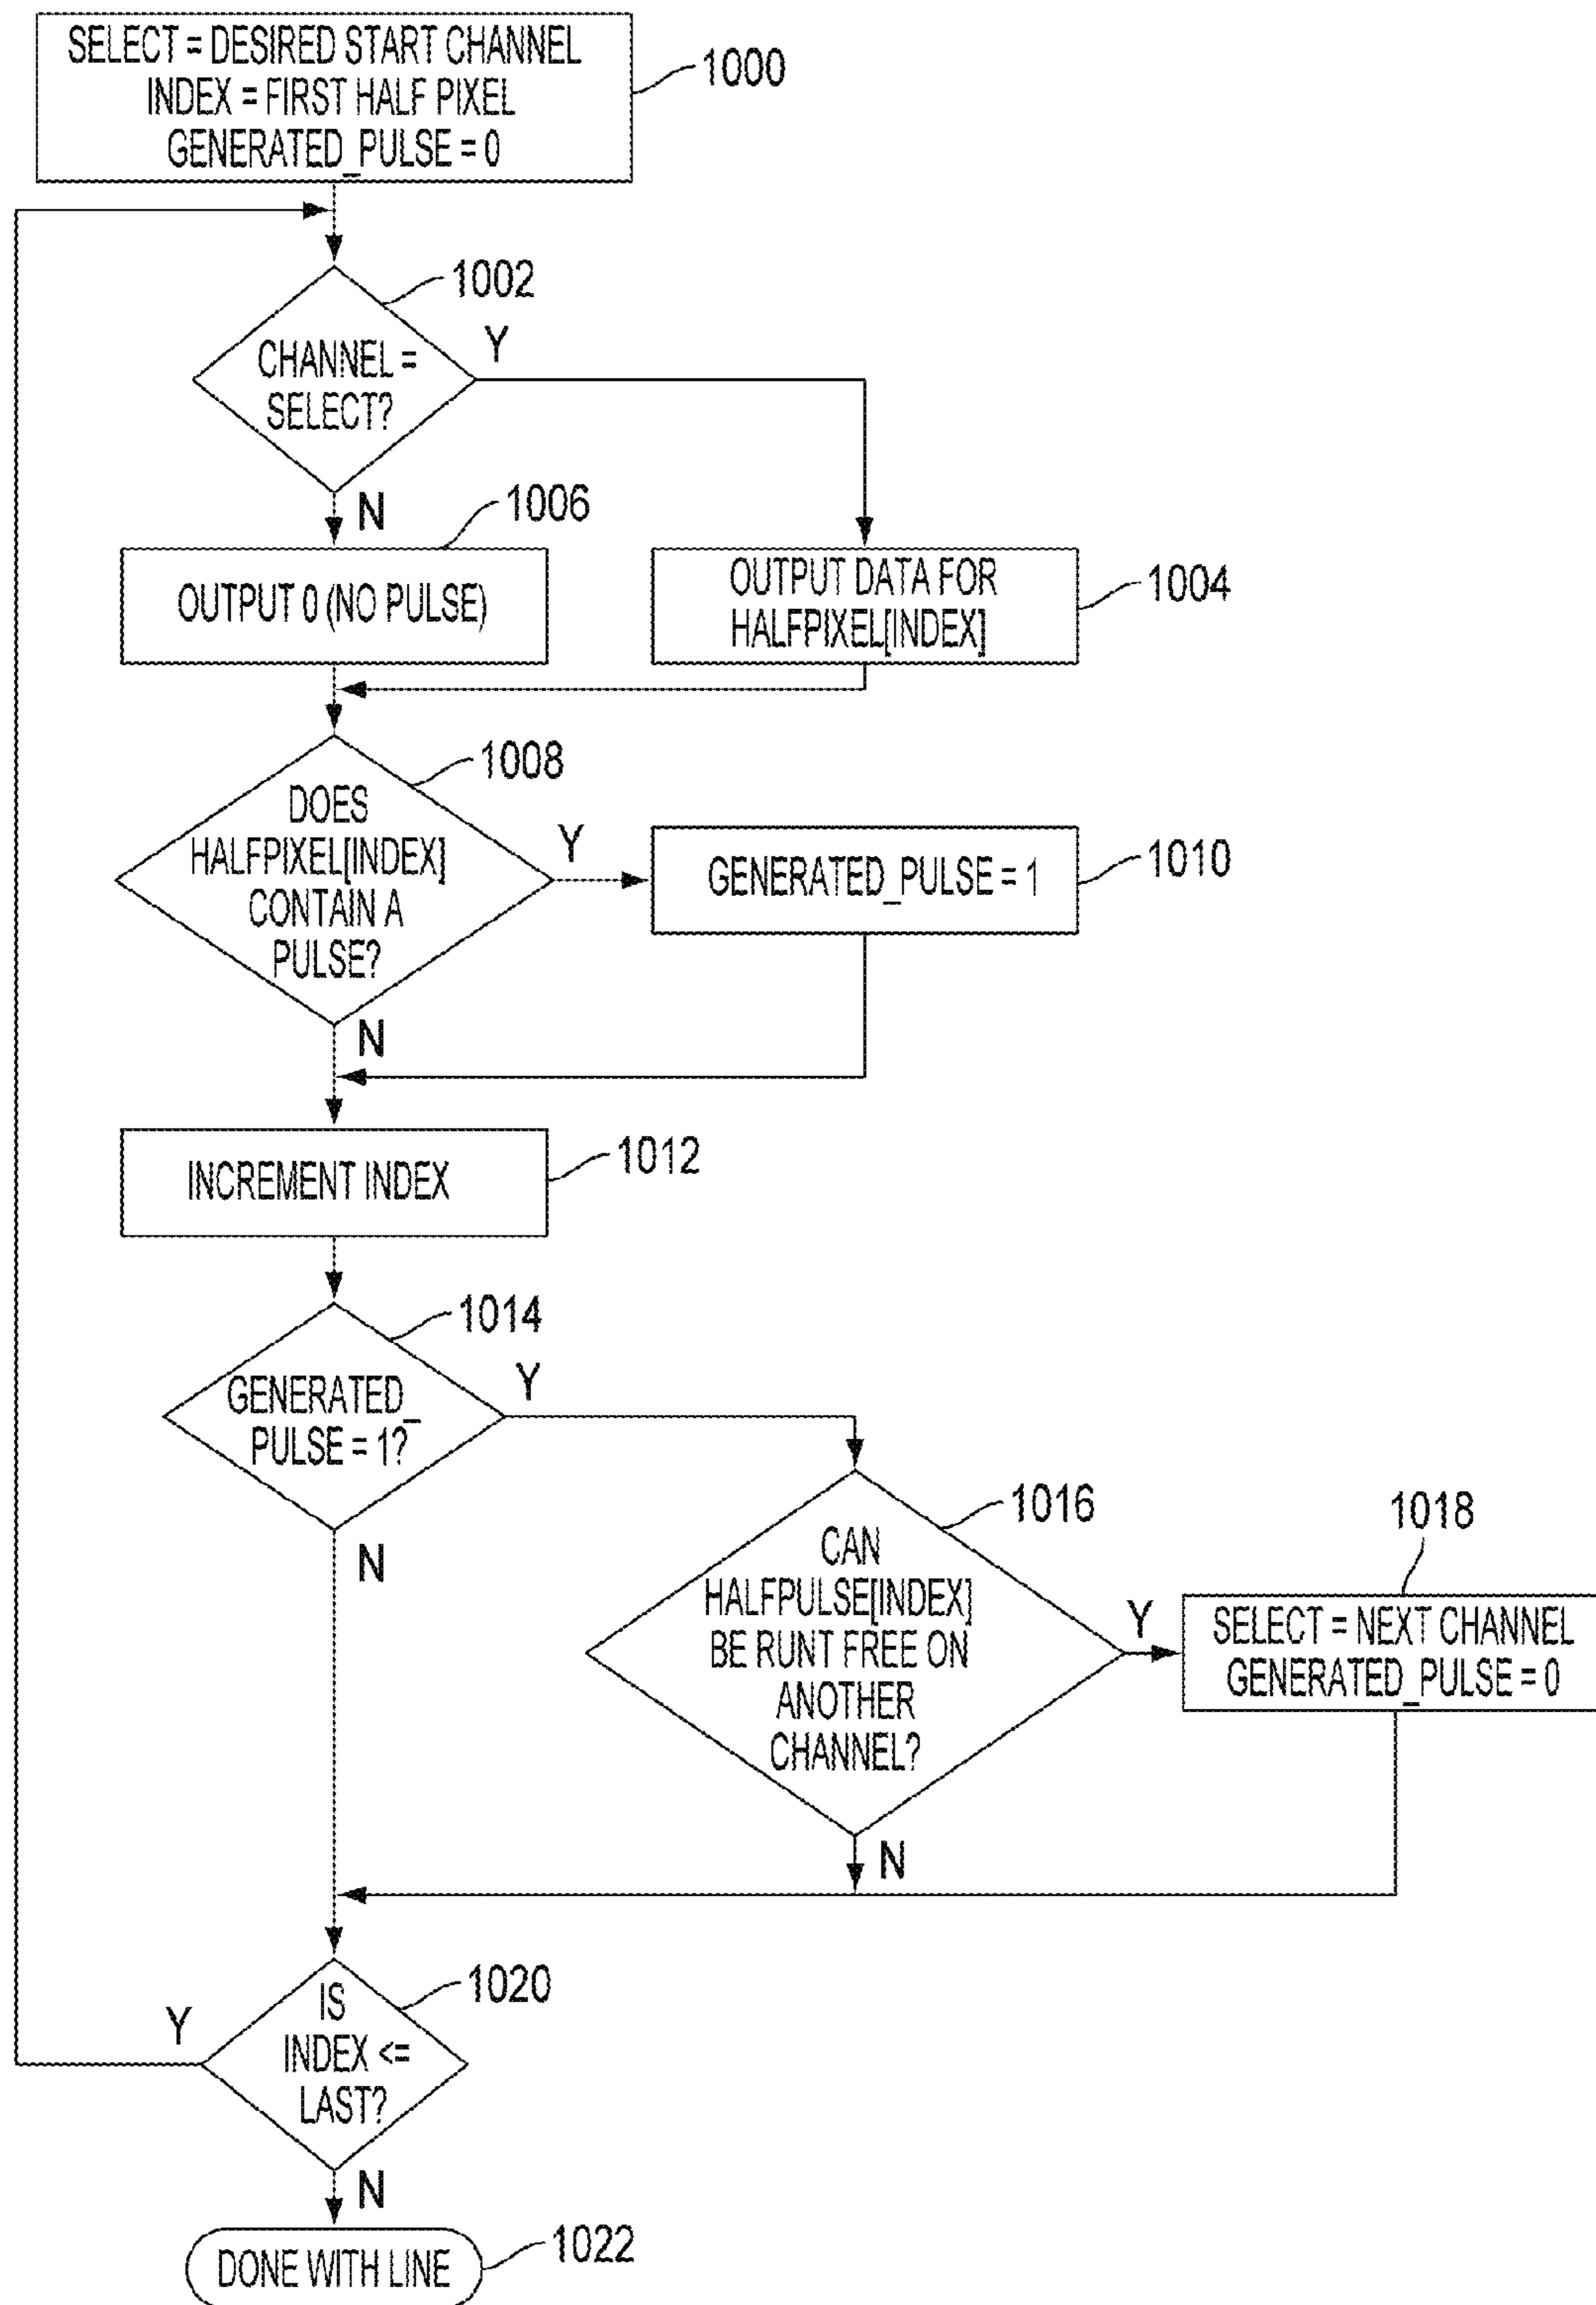 SELECT = DESIRED START CHANNEL
INDEX = FIRST HALF PIXEL
GENERATED_PULSE = 0
1000
1002
CHANNEL =
SELECT?
Y
N
1006
OUTPUT 0 (NO PULSE)
OUTPUT DATA FOR
HALFPIXEL[INDEX]
1004
1008
DOES
HALFPIXEL[INDEX]
CONTAIN A
PULSE?
Y
GENERATED_PULSE = 1
1010
N
INCREMENT INDEX
1012
1014
GENERATED_
PULSE = 1?
Y
N
1016
CAN
HALFPULSE[INDEX]
BE RUNT FREE ON
ANOTHER
CHANNEL?
Y
1018
SELECT = NEXT CHANNEL
GENERATED_PULSE = 0
N
1020
IS
INDEX <=
LAST?
Y
N
DONE WITH LINE
1022